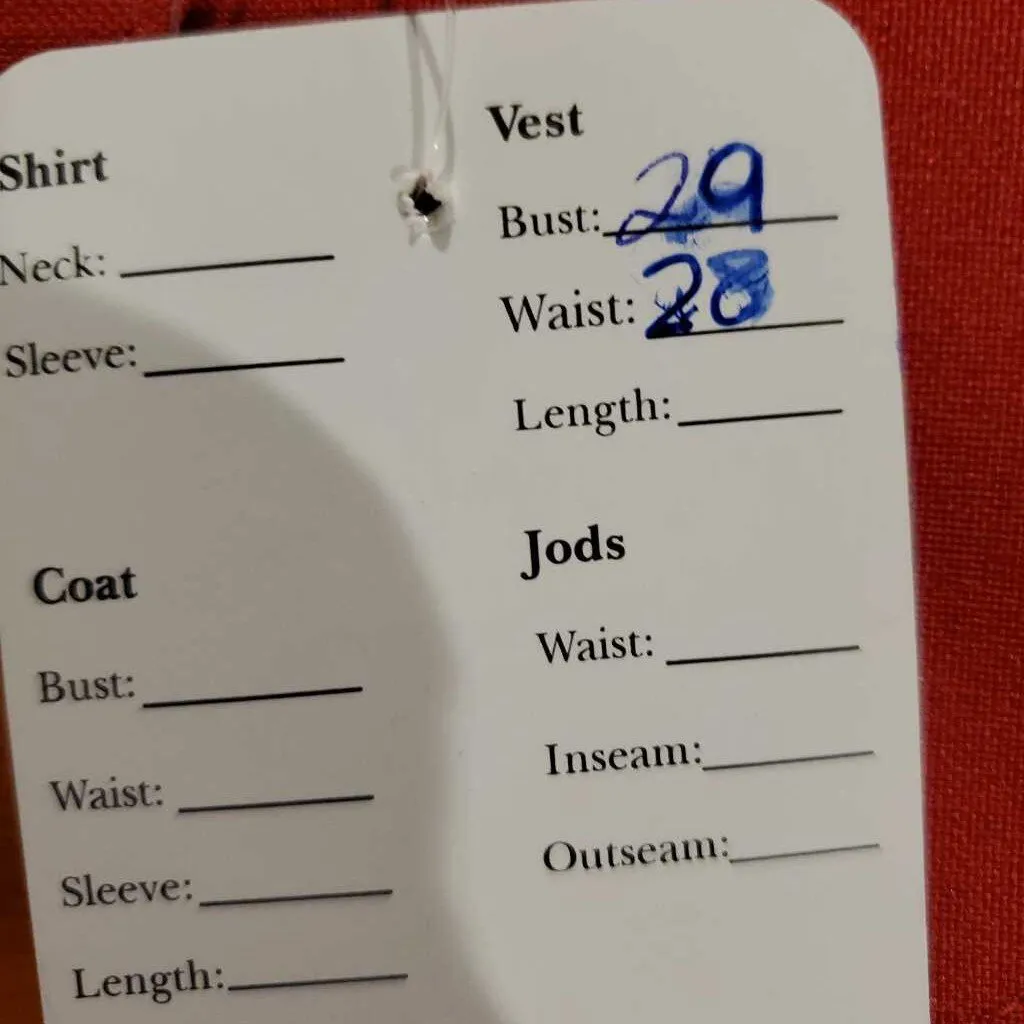 Shirt
Neck:
Sleeve:
Vest
Bust: 29
Waist: 28
Length:
Coat
Bust:
Waist:
Sleeve:
Length:
Jods
Waist:
Inseam:
Outseam: